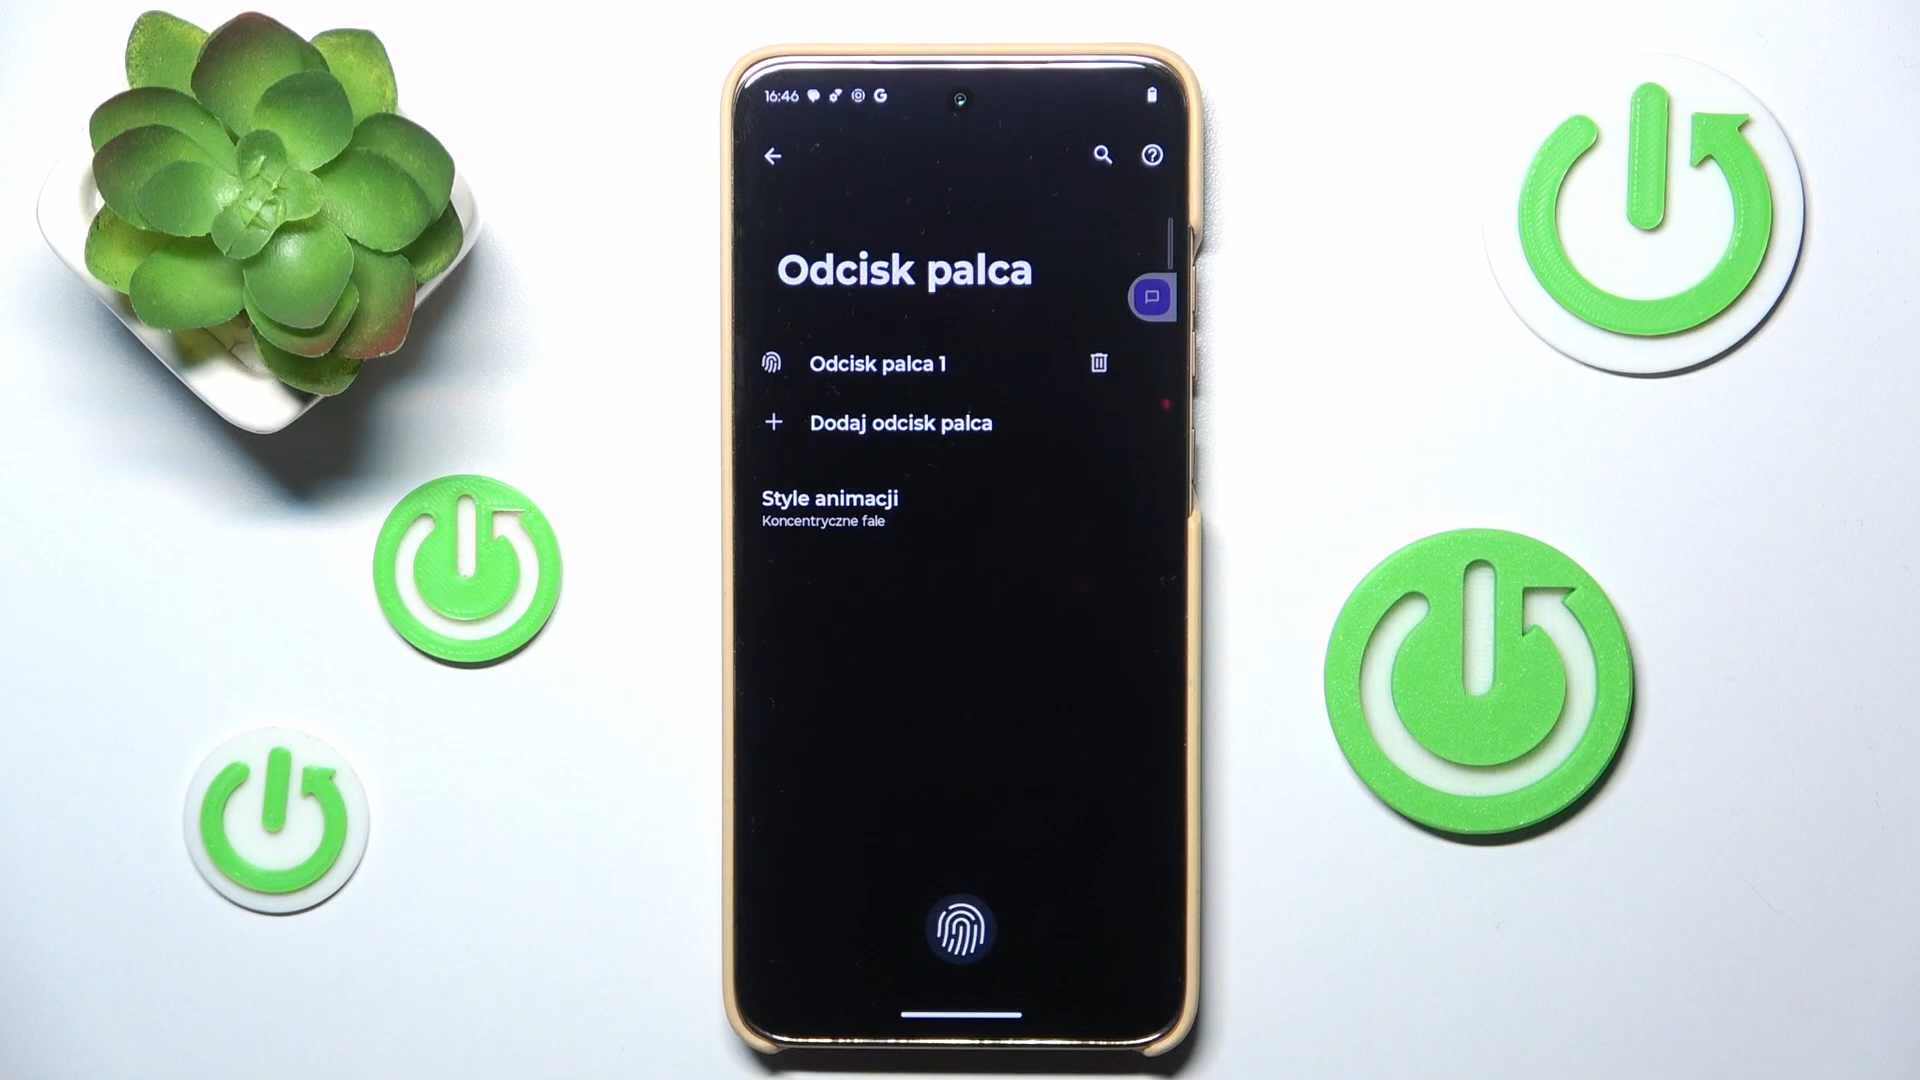 16:46
Odcisk palca
Odcisk palca 1
Dodaj odcisk palca
Style animacji
Koncentryczne fale